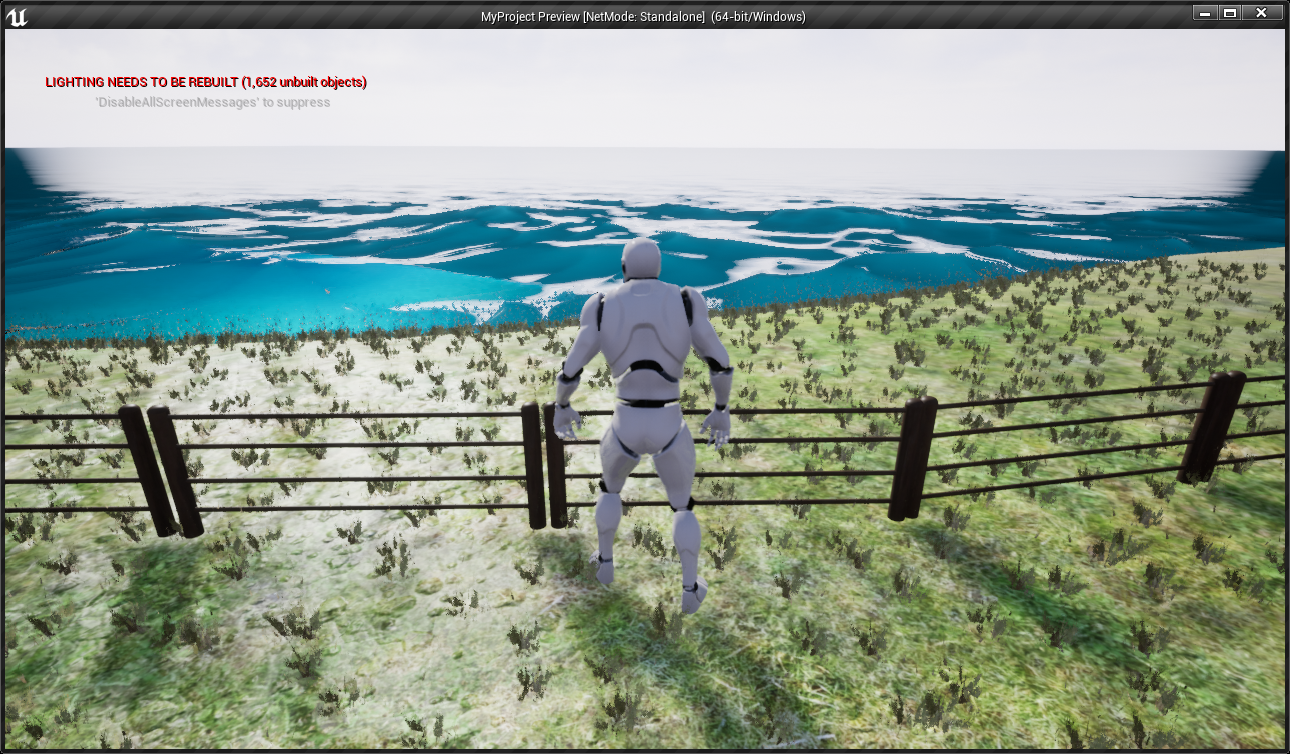 MyProject Preview [NetMode: Standalone] (64-bit/Windows)
LIGHTING NEEDS TO BE REBUILT (1,652 unbuilt objects)
'DisableAllScreenMessages' to suppress